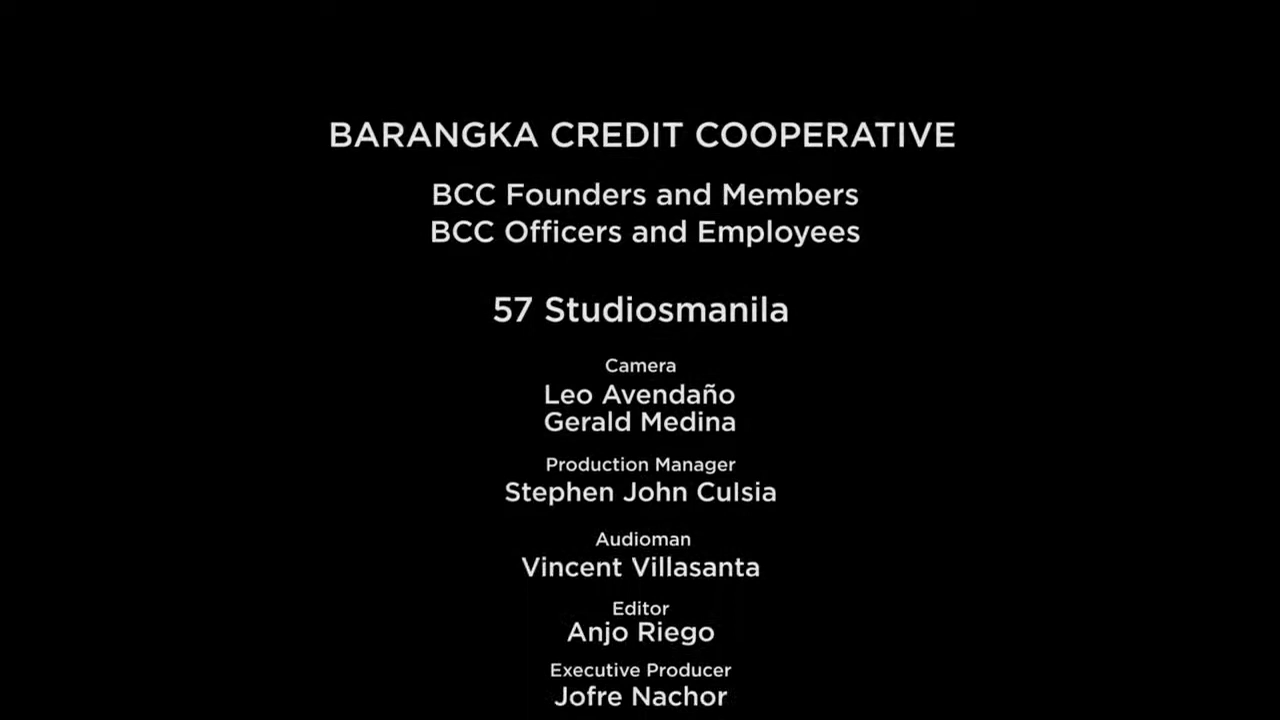 BARANGKA CREDIT COOPERATIVE
BCC Founders and Members
BCC Officers and Employees
57 Studiosmanila
Camera
Leo Avendaño
Gerald Medina
Production Manager
Stephen John Culsia
Audioman
Vincent Villasanta
Editor
Anjo Riego
Executive Producer
Jofre Nachor